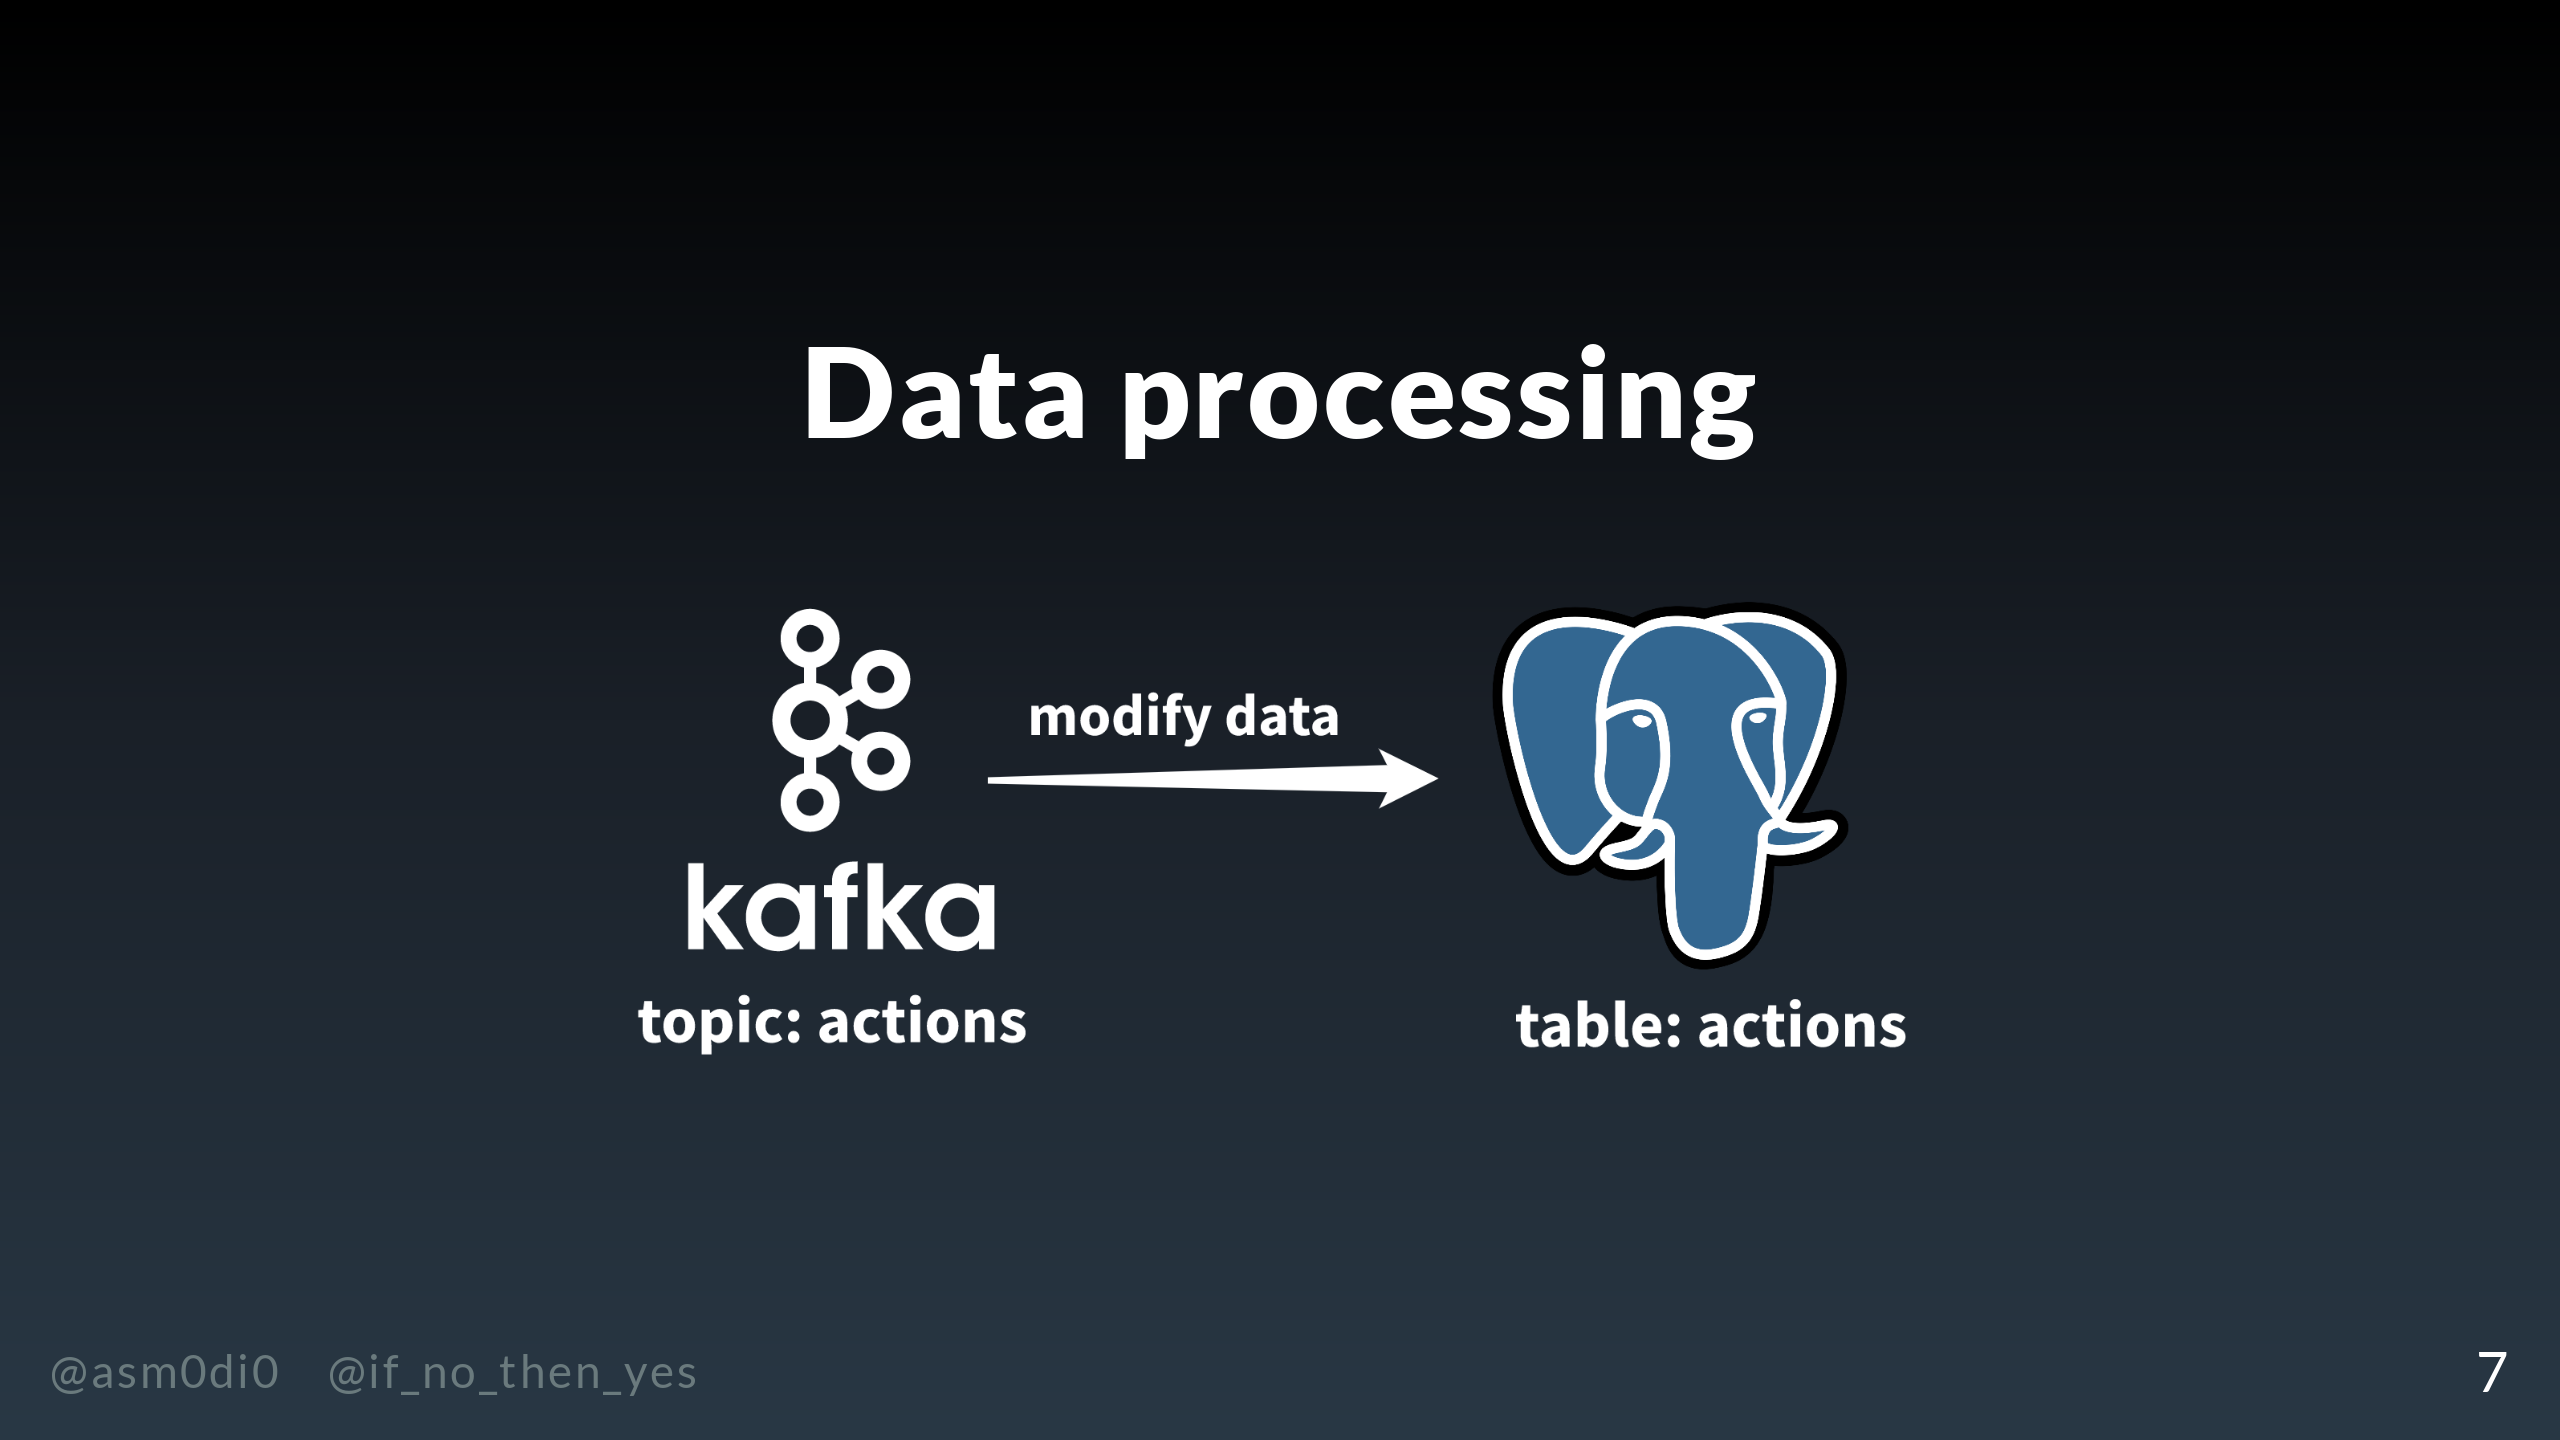 Data processing
modify data
kafka
topic: actions
table: actions
@asm0di0 @if_no_then_yes
7